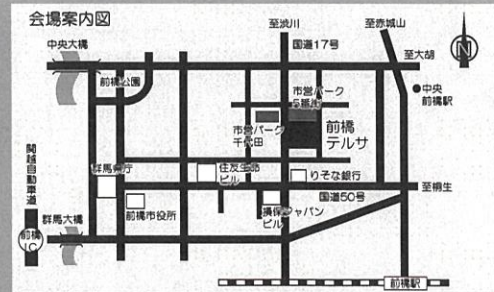 会場案内図
至渋川
至赤城山
中央大橋
国道17号
至大胡
N
前橋公園
市営パーク
5番街
中央
前橋駅
市営パーク
千代田
前橋
テルサ
関越自動車道
群馬県庁
住友生命
ビル
りそな銀行
至桐生
群馬大橋
前橋市役所
損保ジャパン
ビル
国道50号
前橋
I.C
前橋駅